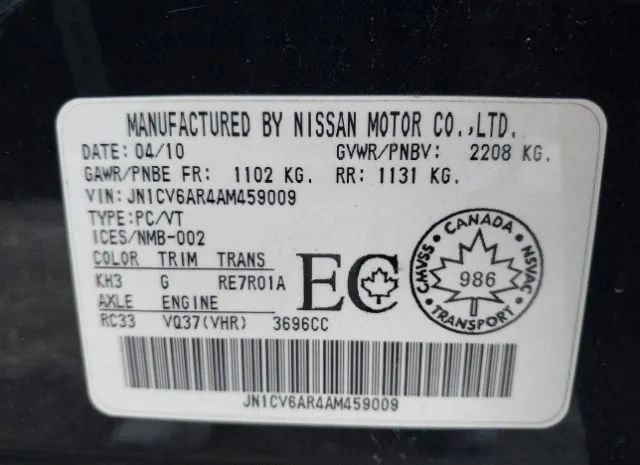 MANUFACTURED BY NISSAN MOTOR CO.,LTD.
DATE: 04/10 GVWR/PNBV: 2208 KG.
GAWR/PNBE FR: 1102 KG. RR: 1131 KG.
VIN: JN1CV6AR4AM459009
TYPE:PC/VT
ICES/NMB-002
COLOR TRIM TRANS
KH3 G RE7R01A
AXLE ENGINE
RC33 VQ37(VHR) 3696CC
EC
CANADA
CMVSS
986
NSVAC
TRANSPORT
JN1CV6AR4AM459009